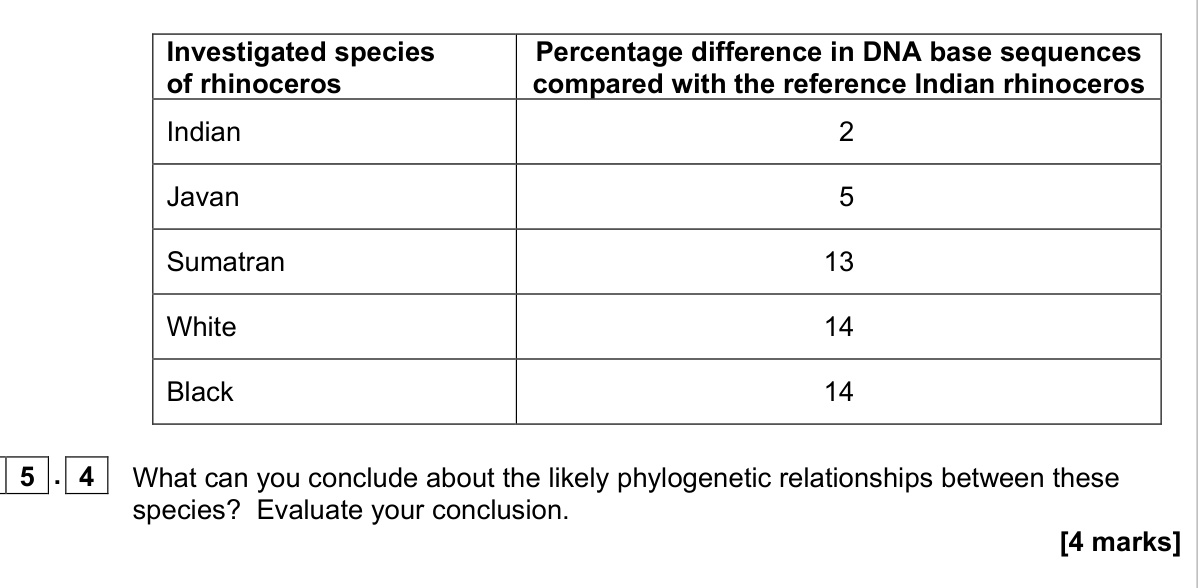 Investigated species
of rhinoceros
Percentage difference in DNA base sequences
compared with the reference Indian rhinoceros
Indian 2
Javan 5
Sumatran 13
White 14
Black 14
5 . 4 What can you conclude about the likely phylogenetic relationships between these
species? Evaluate your conclusion.
[4 marks]